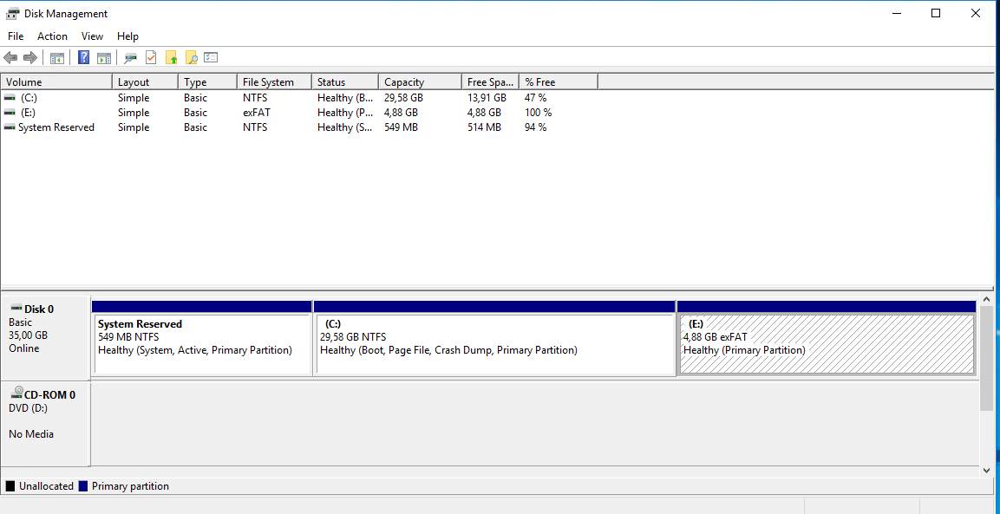 Disk Management
File Action View Help
Volume Layout Type File System Status Capacity Free Spa... % Free
(C:) Simple Basic NTFS Healthy (B... 29,58 GB 13,91 GB 47 %
(E:) Simple Basic exFAT Healthy (P... 4,88 GB 4,88 GB 100 %
System Reserved Simple Basic NTFS Healthy (S... 549 MB 514 MB 94 %
Disk 0
Basic
35,00 GB
Online
System Reserved
549 MB NTFS
Healthy (System, Active, Primary Partition)
(C:)
29,58 GB NTFS
Healthy (Boot, Page File, Crash Dump, Primary Partition)
(E:)
4,88 GB exFAT
Healthy (Primary Partition)
CD-ROM 0
DVD (D:)
No Media
Unallocated Primary partition